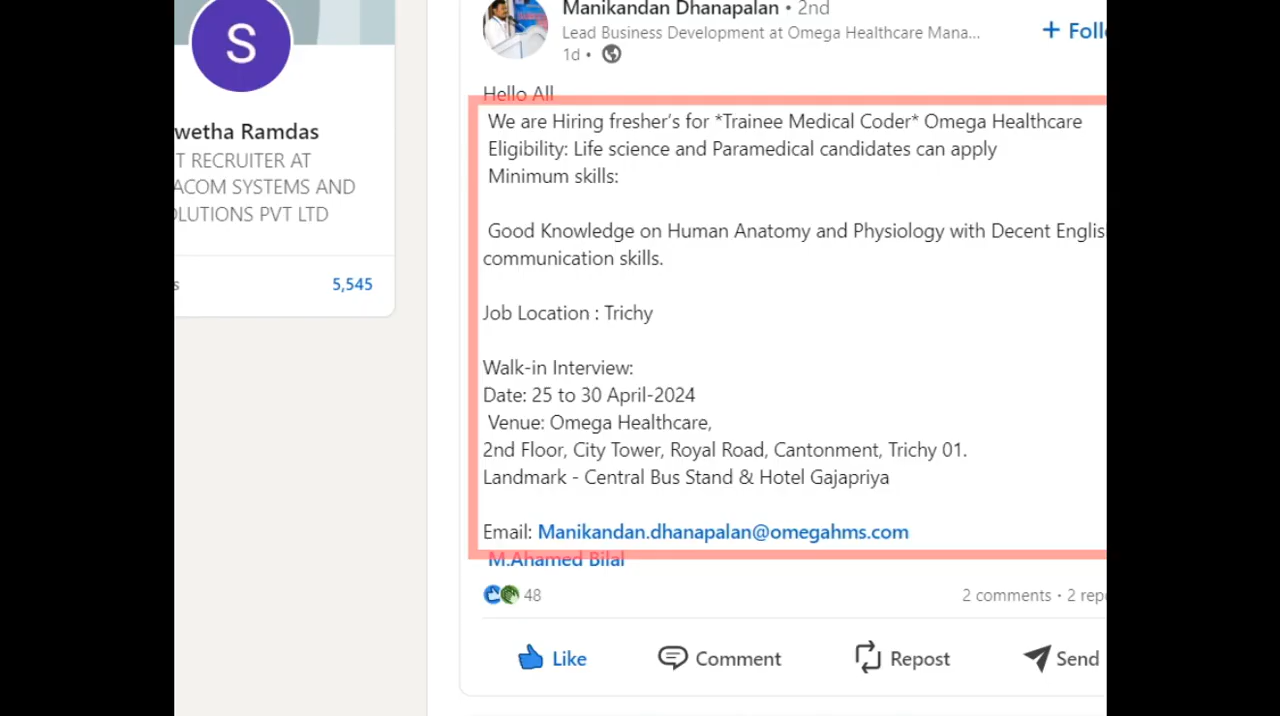 S
wetha Ramdas
T RECRUITER AT
ACOM SYSTEMS AND
OLUTIONS PVT LTD
s 5,545
Manikandan Dhanapalan • 2nd
Lead Business Development at Omega Healthcare Mana...
1d •
+ Foll
Hello All
We are Hiring fresher's for *Trainee Medical Coder* Omega Healthcare
Eligibility: Life science and Paramedical candidates can apply
Minimum skills:
Good Knowledge on Human Anatomy and Physiology with Decent Englis
communication skills.
Job Location : Trichy
Walk-in Interview:
Date: 25 to 30 April-2024
Venue: Omega Healthcare,
2nd Floor, City Tower, Royal Road, Cantonment, Trichy 01.
Landmark - Central Bus Stand & Hotel Gajapriya
Email: Manikandan.dhanapalan@omegahms.com
M.Ahamed Bilal
48 2 comments • 2 repo
Like Comment Repost Send